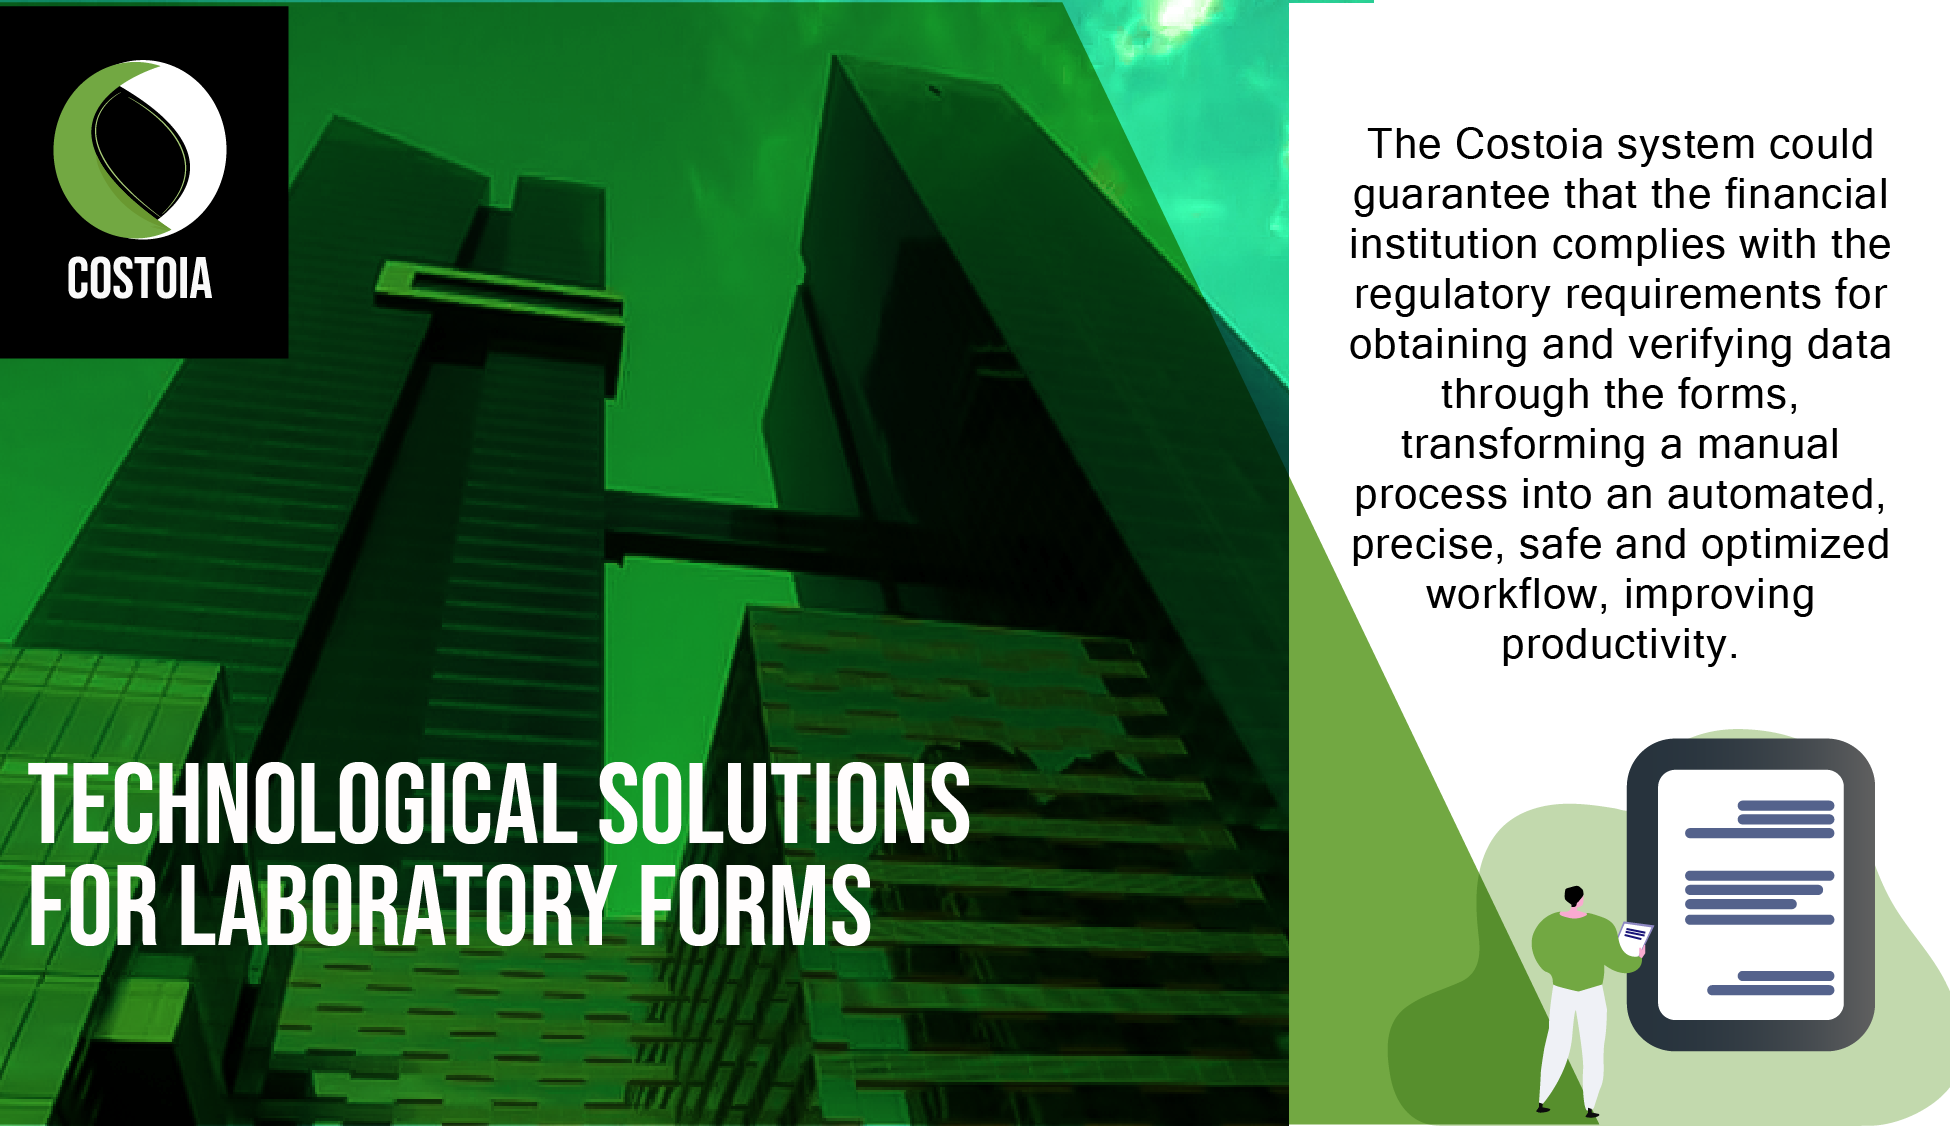 COSTOIA
TECHNOLOGICAL SOLUTIONS
FOR LABORATORY FORMS
The Costoia system could
guarantee that the financial
institution complies with the
regulatory requirements for
obtaining and verifying data
through the forms,
transforming a manual
process into an automated,
precise, safe and optimized
workflow, improving
productivity.